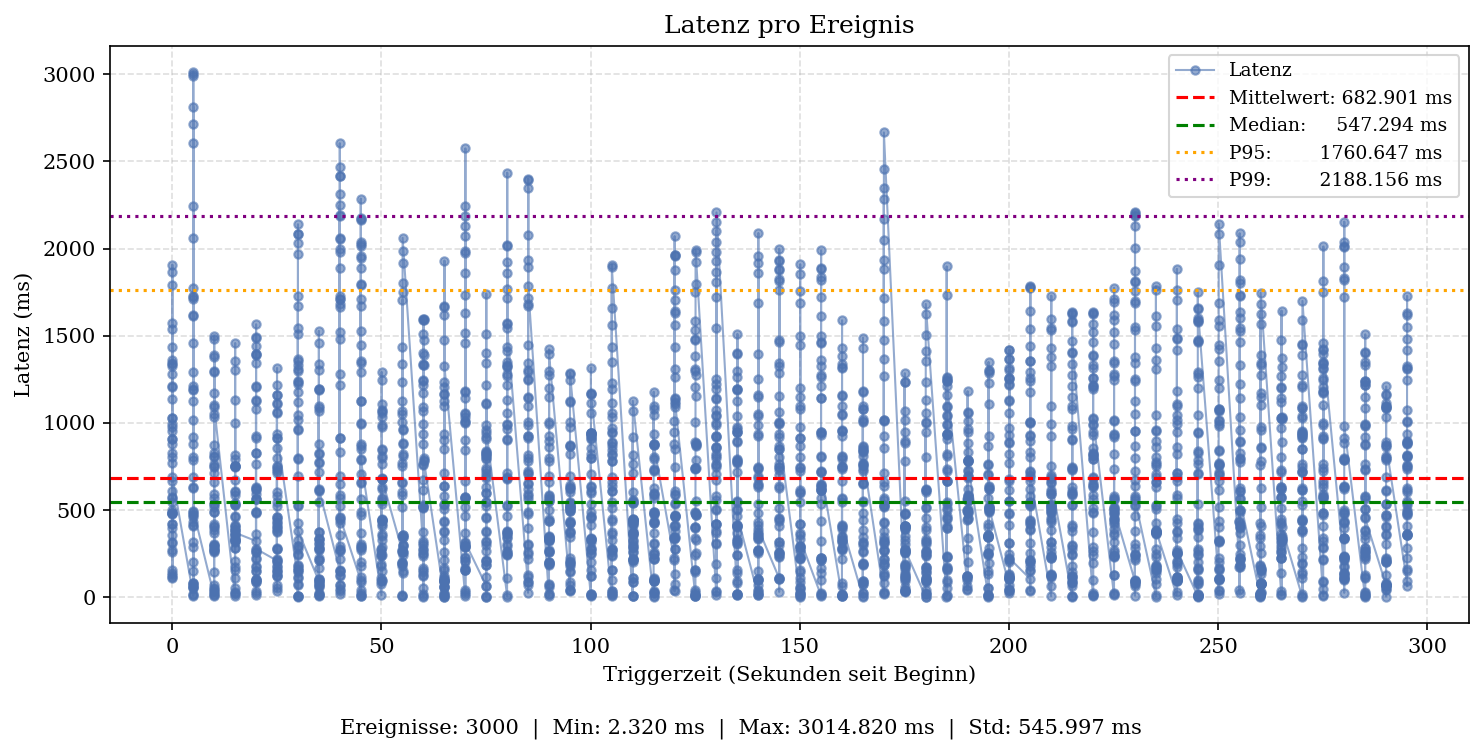 Latenz pro Ereignis
Latenz (ms)
3000
2500
2000
1500
1000
500
0
Latenz
Mittelwert: 682.901 ms
Median: 547.294 ms
P95: 1760.647 ms
P99: 2188.156 ms
0 50 100 150 200 250 300
Triggerzeit (Sekunden seit Beginn)
Ereignisse: 3000 | Min: 2.320 ms | Max: 3014.820 ms | Std: 545.997 ms